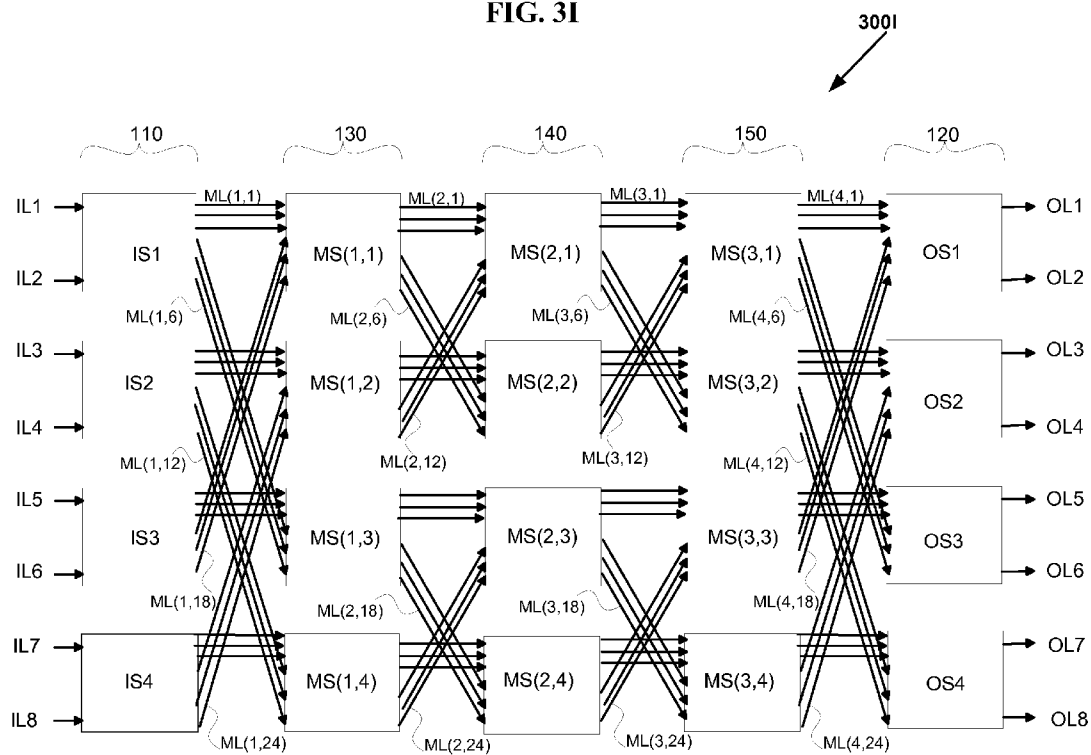 FIG. 3I
300I
110 130 140 150 120
IL1 ML(1,1) ML(2,1) ML(3,1) ML(4,1) OL1
IS1 MS(1,1) MS(2,1) MS(3,1) OS1
IL2 OL2
ML(1,6) ML(2,6) ML(3,6) ML(4,6)
IL3 OL3
IS2 MS(1,2) MS(2,2) MS(3,2) OS2
IL4 OL4
ML(1,12) ML(2,12) ML(3,12) ML(4,12)
IL5 OL5
IS3 MS(1,3) MS(2,3) MS(3,3) OS3
IL6 OL6
ML(1,18) ML(2,18) ML(3,18) ML(4,18)
IL7 OL7
IS4 MS(1,4) MS(2,4) MS(3,4) OS4
IL8 OL8
ML(1,24) ML(2,24) ML(3,24) ML(4,24)